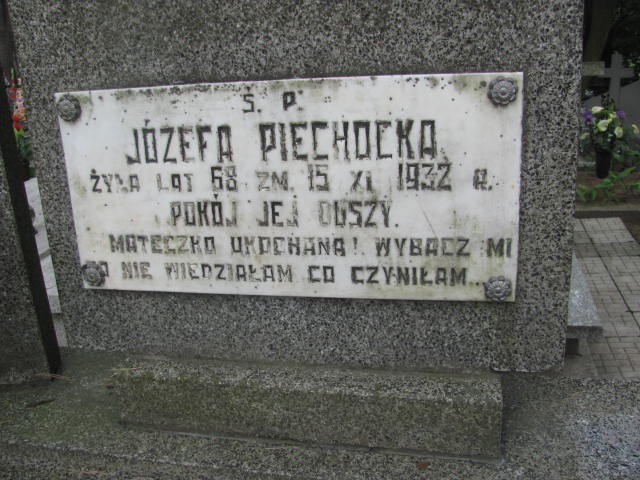 Ś. P.
JÓZEFA PIECHOCKA
ŻYŁA LAT 68 ZM. 15 XI 1932 R.
POKÓJ JEJ DUSZY.
MATECZKO UKOCHANA! WYBACZ MI
BO NIE WIEDZIAŁAM CO CZYNIŁAM...